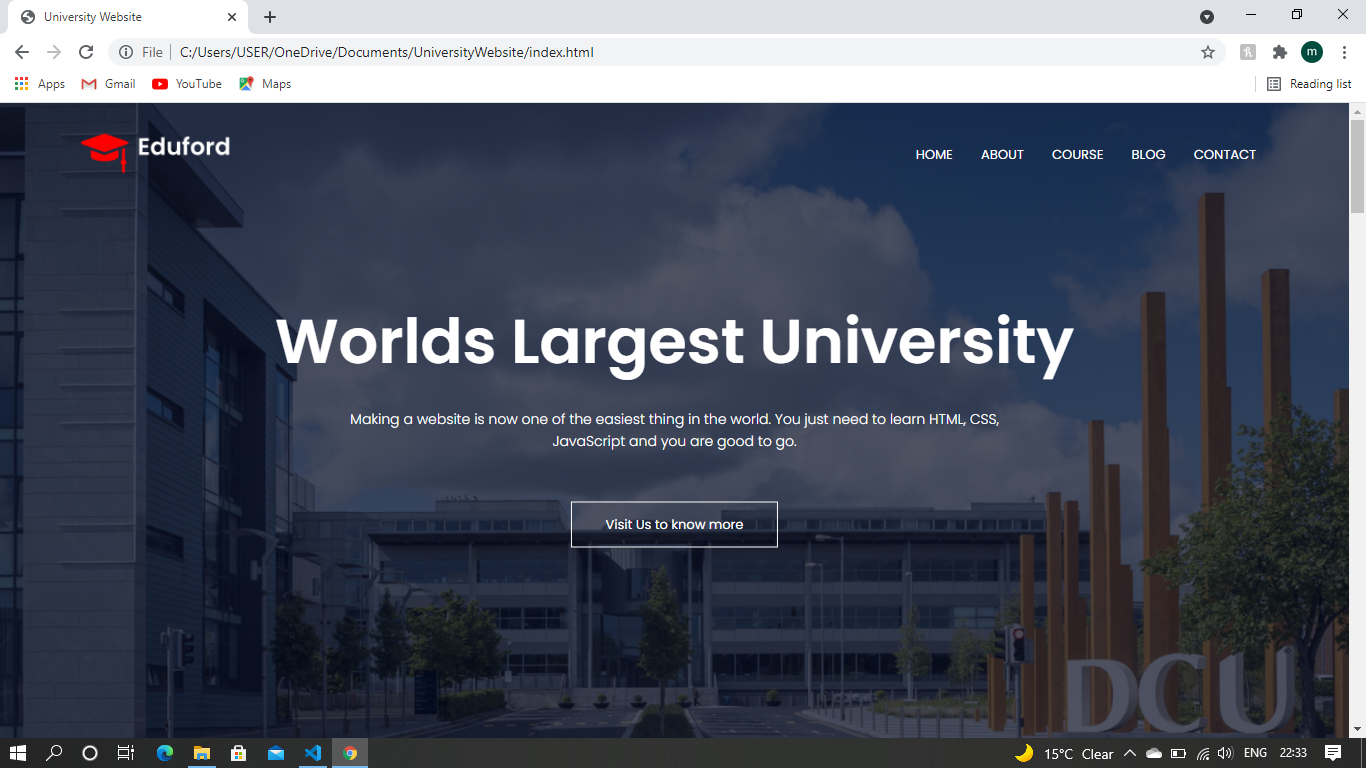 University Website
File
C:/Users/USER/OneDrive/Documents/UniversityWebsite/index.html
m
Apps
Gmail
YouTube
Maps
Reading list
Eduford
HOME
ABOUT
COURSE
BLOG
CONTACT
Worlds Largest University
Making a website is now one of the easiest thing in the world. You just need to learn HTML, CSS,
JavaScript and you are good to go.
Visit Us to know more
DCU
15°C Clear
ENG
22:33